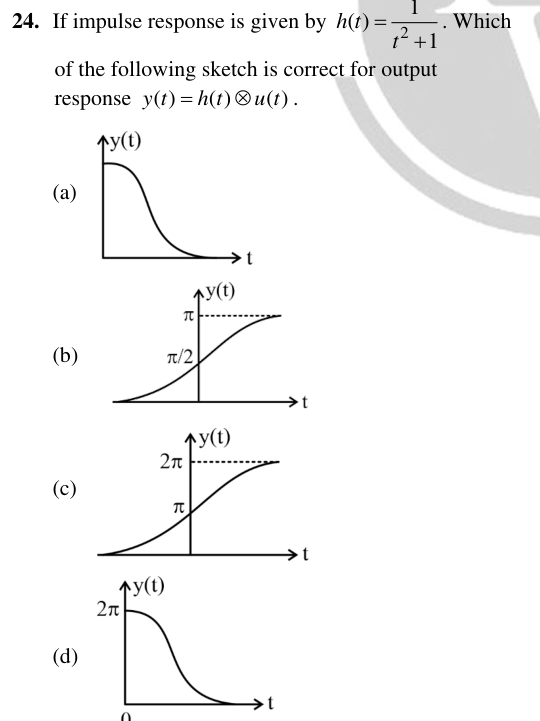 24. If impulse response is given by h(t) = 1/(t² + 1). Which
of the following sketch is correct for output
response y(t) = h(t) ⊗ u(t).
y(t)
(a)
t
y(t)
π
(b) π/2
t
y(t)
2π
(c)
π
t
y(t)
2π
(d)
t
0